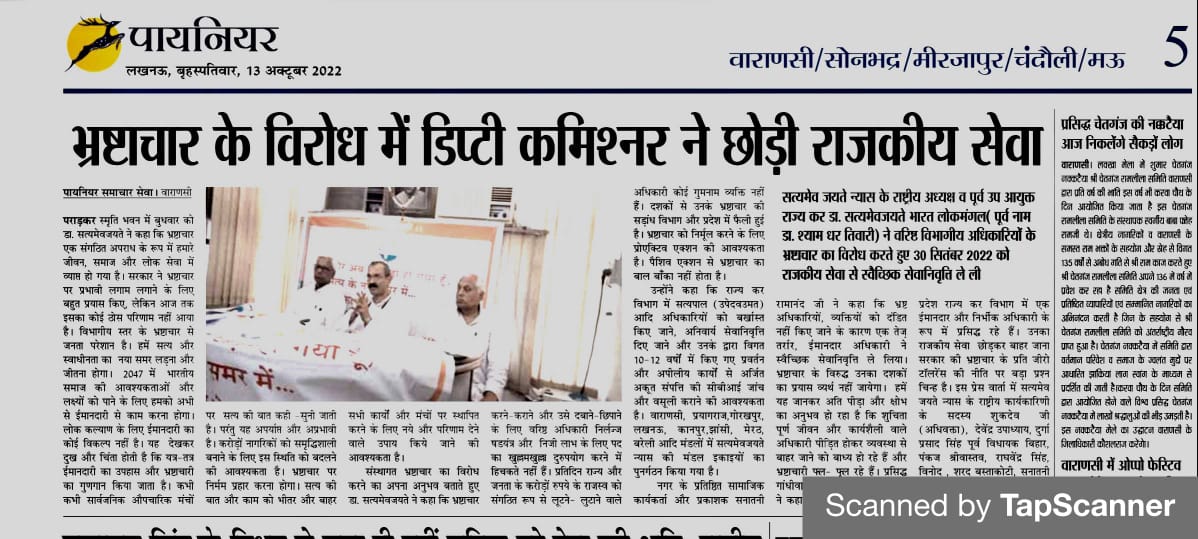 पायनियर
लखनऊ, बृहस्पतिवार, 13 अक्टूबर 2022
वाराणसी/सोनभद्र/मीरजापुर/चंदौली/मऊ
5
भ्रष्टाचार के विरोध में डिप्टी कमिश्नर ने छोड़ी राजकीय सेवा
पायनियर समाचार सेवा। वाराणसी
पराड़कर स्मृति भवन में बुधवार को
डा. सत्यमेवजयते ने कहा कि भ्रष्टाचार
एक संगठित अपराध के रूप में हमारे
जीवन, समाज और लोक सेवा में
व्याप्त हो गया है। सरकार ने भ्रष्टाचार
पर प्रभावी लगाम लगाने के लिए
बहुत प्रयास किए, लेकिन आज तक
इसका कोई ठोस परिणाम नहीं आया
है। विभागीय स्तर के भ्रष्टाचार से
जनता परेशान है। हमें सत्य और
स्वाधीनता का नया समर लड़ना और
जीतना होगा। 2047 में भारतीय
समाज की आवश्यकताओं और
लक्ष्यों को पाने के लिए हमको अभी
से ईमानदारी से काम करना होगा।
लोक कल्याण के लिए ईमानदारी का
कोई विकल्प नहीं है। यह देखकर
दुख और चिंता होती है कि यत्र-तत्र
ईमानदारी का उपहास और भ्रष्टाचारी
का गुणगान किया जाता है। कभी
कभी सार्वजनिक औपचारिक मंचों
पर सत्य की बात कही -सुनी जाती
है। परंतु यह अपर्याप्त और अप्रभावी
है। करोड़ों नागरिकों को समृद्धिशाली
बनाने के लिए इस स्थिति को बदलने
की आवश्यकता है। भ्रष्टाचार पर
निर्मम प्रहार करना होगा। सत्य की
बात और काम को भीतर और बाहर
सभी कार्यों और मंचों पर स्थापित
करने के लिए नये और परिणाम देने
वाले उपाय किये जाने की
आवश्यकता है।
संस्थागत भ्रष्टाचार का विरोध
करने का अपना अनुभव बताते हुए
डा. सत्यमेवजयते ने कहा कि भ्रष्टाचार
करने-कराने और उसे दबाने-छिपाने
के लिए वरिष्ठ अधिकारी निर्लज्ज
षडयंत्र और निजी लाभ के लिए पद
का खुल्लमखुल्ला दुरुपयोग करने में
हिचकते नहीं हैं। प्रतिदिन राज्य और
जनता के करोड़ों रुपये के राजस्व को
संगठित रूप से लूटने- लुटाने वाले
अधिकारी कोई गुमनाम व्यक्ति नहीं
हैं। दशकों से उनके भ्रष्टाचार की
सड़ांध विभाग और प्रदेश में फैली हुई
है। भ्रष्टाचार को निर्मूल करने के लिए
प्रोएक्टिव एक्शन की आवश्यकता
है। पैशिव एक्शन से भ्रष्टाचार का
बाल बाँका नहीं होता है।
उन्होंने कहा कि राज्य कर
विभाग में सत्यपाल (उपेदवउमत)
आदि अधिकारियों को बर्खास्त
किए जाने, अनिवार्य सेवानिवृत्ति
दिए जाने और उनके द्वारा विगत
10-12 वर्षों में किए गए प्रवर्तन
और अपीलीय कार्यों से अर्जित
अकूत संपत्ति की सीबीआई जांच
और वसूली कराने की आवश्यकता
है। वाराणसी, प्रयागराज,गोरखपुर,
लखनऊ, कानपुर,झांसी, मेरठ,
बरेली आदि मंडलों में सत्यमेवजयते
न्यास की मंडल इकाइयों का
पुनर्गठन किया गया है।
नगर के प्रतिष्ठित सामाजिक
कार्यकर्ता और प्रकाशक सनातनी
सत्यमेव जयते न्यास के राष्ट्रीय अध्यक्ष व पूर्व उप आयुक्त
राज्य कर डा. सत्यमेवजयते भारत लोकमंगल( पूर्व नाम
डा. श्याम धर तिवारी) ने वरिष्ठ विभागीय अधिकारियों के
भ्रष्टाचार का विरोध करते हुए 30 सितंबर 2022 को
राजकीय सेवा से स्वैच्छिक सेवानिवृत्ति ले ली
रामानंद जी ने कहा कि भ्रष्ट
अधिकारियों, व्यक्तियों को दंडित
नहीं किए जाने के कारण एक तेज़
तर्रार, ईमानदार अधिकारी ने
स्वैच्छिक सेवानिवृत्ति ले लिया।
भ्रष्टाचार के विरुद्ध उनका दशकों
का प्रयास व्यर्थ नहीं जायेगा। हमें
यह जानकर अति पीड़ा और क्षोभ
का अनुभव हो रहा है कि शुचिता
पूर्ण जीवन और कार्यशैली वाले
अधिकारी पीड़ित होकर व्यवस्था से
बाहर जाने को बाध्य हो रहे हैं और
भ्रष्टाचारी फल- फूल रहे हैं। प्रसिद्ध
गांधीवा
ने कहा
प्रदेश राज्य कर विभाग में एक
ईमानदार और निर्भीक अधिकारी के
रूप में प्रसिद्ध रहे हैं। उनका
राजकीय सेवा छोड़कर बाहर जाना
सरकार की भ्रष्टाचार के प्रति जीरो
टॉलरेंस की नीति पर बड़ा प्रश्न
चिन्ह है। इस प्रेस वार्ता में सत्यमेव
जयते न्यास के राष्ट्रीय कार्यकारिणी
के सदस्य शुकदेव जी
(अधिवक्ता), देवेंद्र उपाध्याय, दुर्गा
प्रसाद सिंह पूर्व विधायक बिहार,
पंकज श्रीवास्तव, राघवेंद्र सिंह,
विनोद , शरद बस्ताकोटी, सनातनी
प्रसिद्ध चेतगंज की नक्कटैया
आज निकलेंगे सैकड़ों लोग
वाराणसी। लक्खा मेला में शुमार चेतगंज
नक्कटैया श्री चेतगंज रामलीला समिति वाराणसी
द्वारा प्रति वर्ष की भांति इस वर्ष भी करवा चौथ के
दिन आयोजित किया जाता है इस चेतगंज
रामलीला समिति के संस्थापक स्वर्गीय बाबा फतेह
रामजी थे। क्षेत्रीय नागरिकों व वाराणसी के
समस्त राम भक्तों के सहयोग और स्नेह से विगत
135 वर्षों से अबोध गति से श्री राम काज करते हुए
श्री चेतगंज रामलीला समिति अपने 136 में वर्ष में
प्रवेश कर रहा है समिति क्षेत्र की जनता एवं
प्रतिष्ठित व्यापारियों एवं सम्मानित नागरिकों का
अभिनंदन करती है जिन के सहयोग से श्री
चेतगंज रामलीला समिति को अंतर्राष्ट्रीय गौरव
प्राप्त हुआ है। चेतगंज नक्कटैया में समिति द्वारा
वर्तमान परिवेश व समाज के ज्वलंत मुद्दों पर
आधारित झांकिया लाग स्वांग के माध्यम से
प्रदर्शित की जाती है।करवा चौथ के दिन समिति
द्वारा आयोजित होने वाले विश्व प्रसिद्ध चेतगंज
नक्कटैया में लाखों श्रद्धालुओं की भीड़ उमड़ती है।
इस नक्कटैया मेले का उद्घाटन वाराणसी के
जिलाधिकारी कौशलराज करेंगे।
वाराणसी में ओप्पो फेस्टिव
Scanned by TapScanner